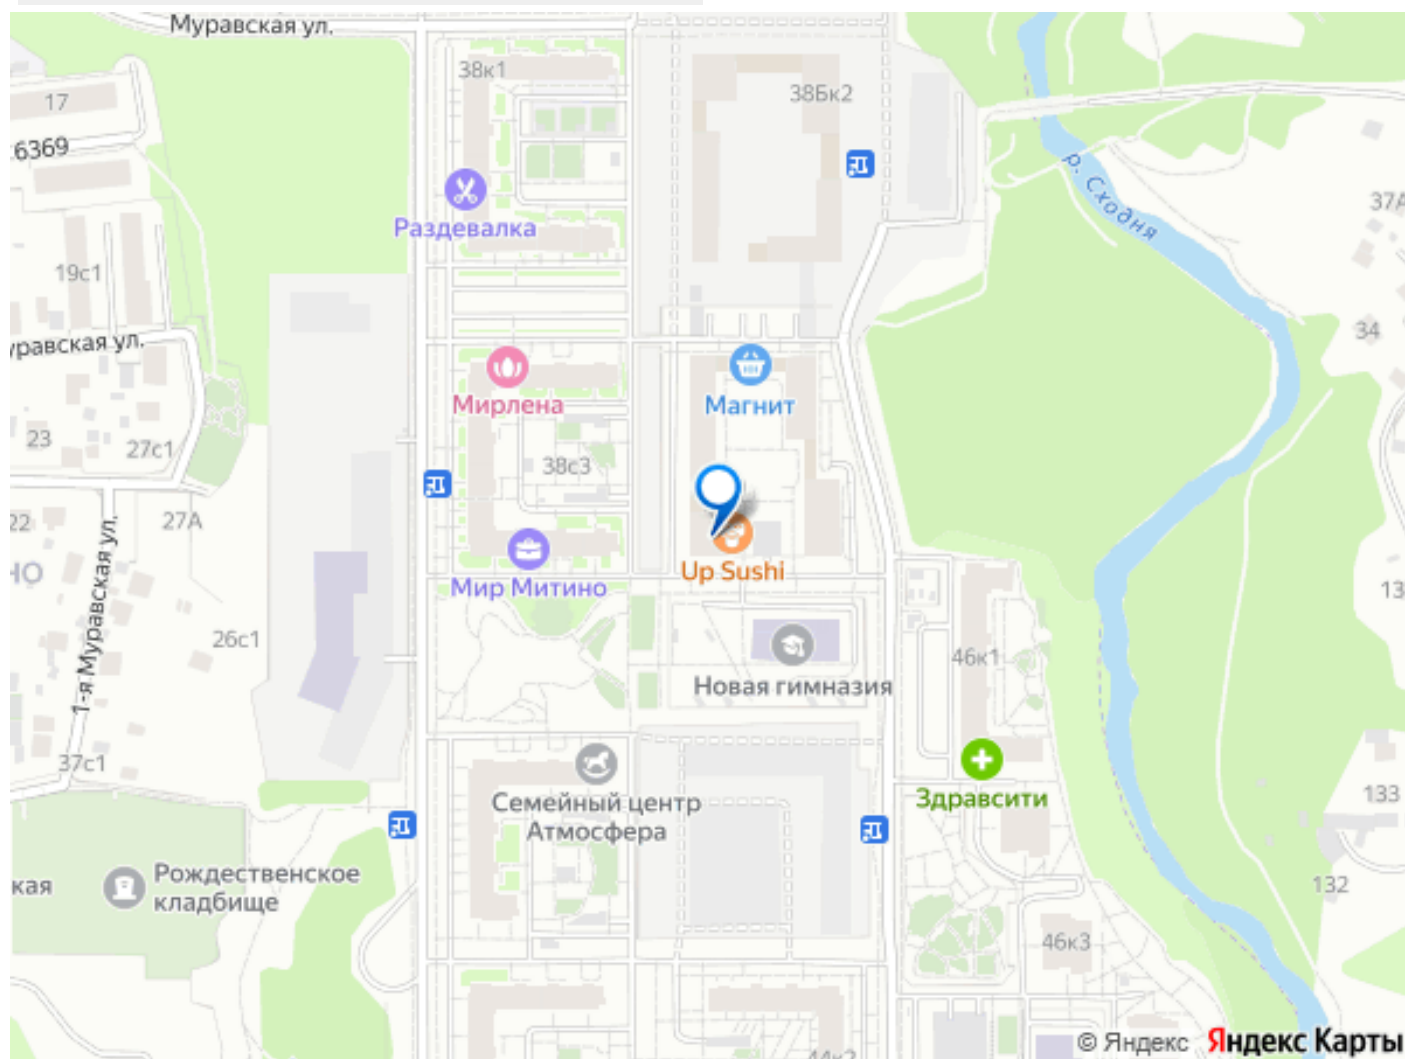 Муравская ул.
38к1
38Бк2
17
6369
р. Сходня
37А
Раздевалка
19с1
34
Муравская ул.
Мирлена
Магнит
23
27с1
38с3
22
27А
Up Sushi
Мир Митино
1-я Муравская ул.
26с1
46к1
Новая гимназия
37с1
Здравсити
Семейный центр
Атмосфера
133
Рождественское
кладбище
132
46к3
© Яндекс Яндекс Карты